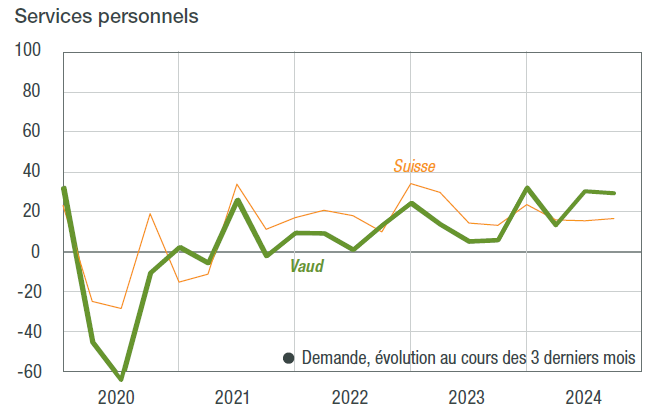 Services personnels
100
80
60
40
20
0
-20
-40
-60
Suisse
Vaud
Demande, évolution au cours des 3 derniers mois
2020 2021 2022 2023 2024